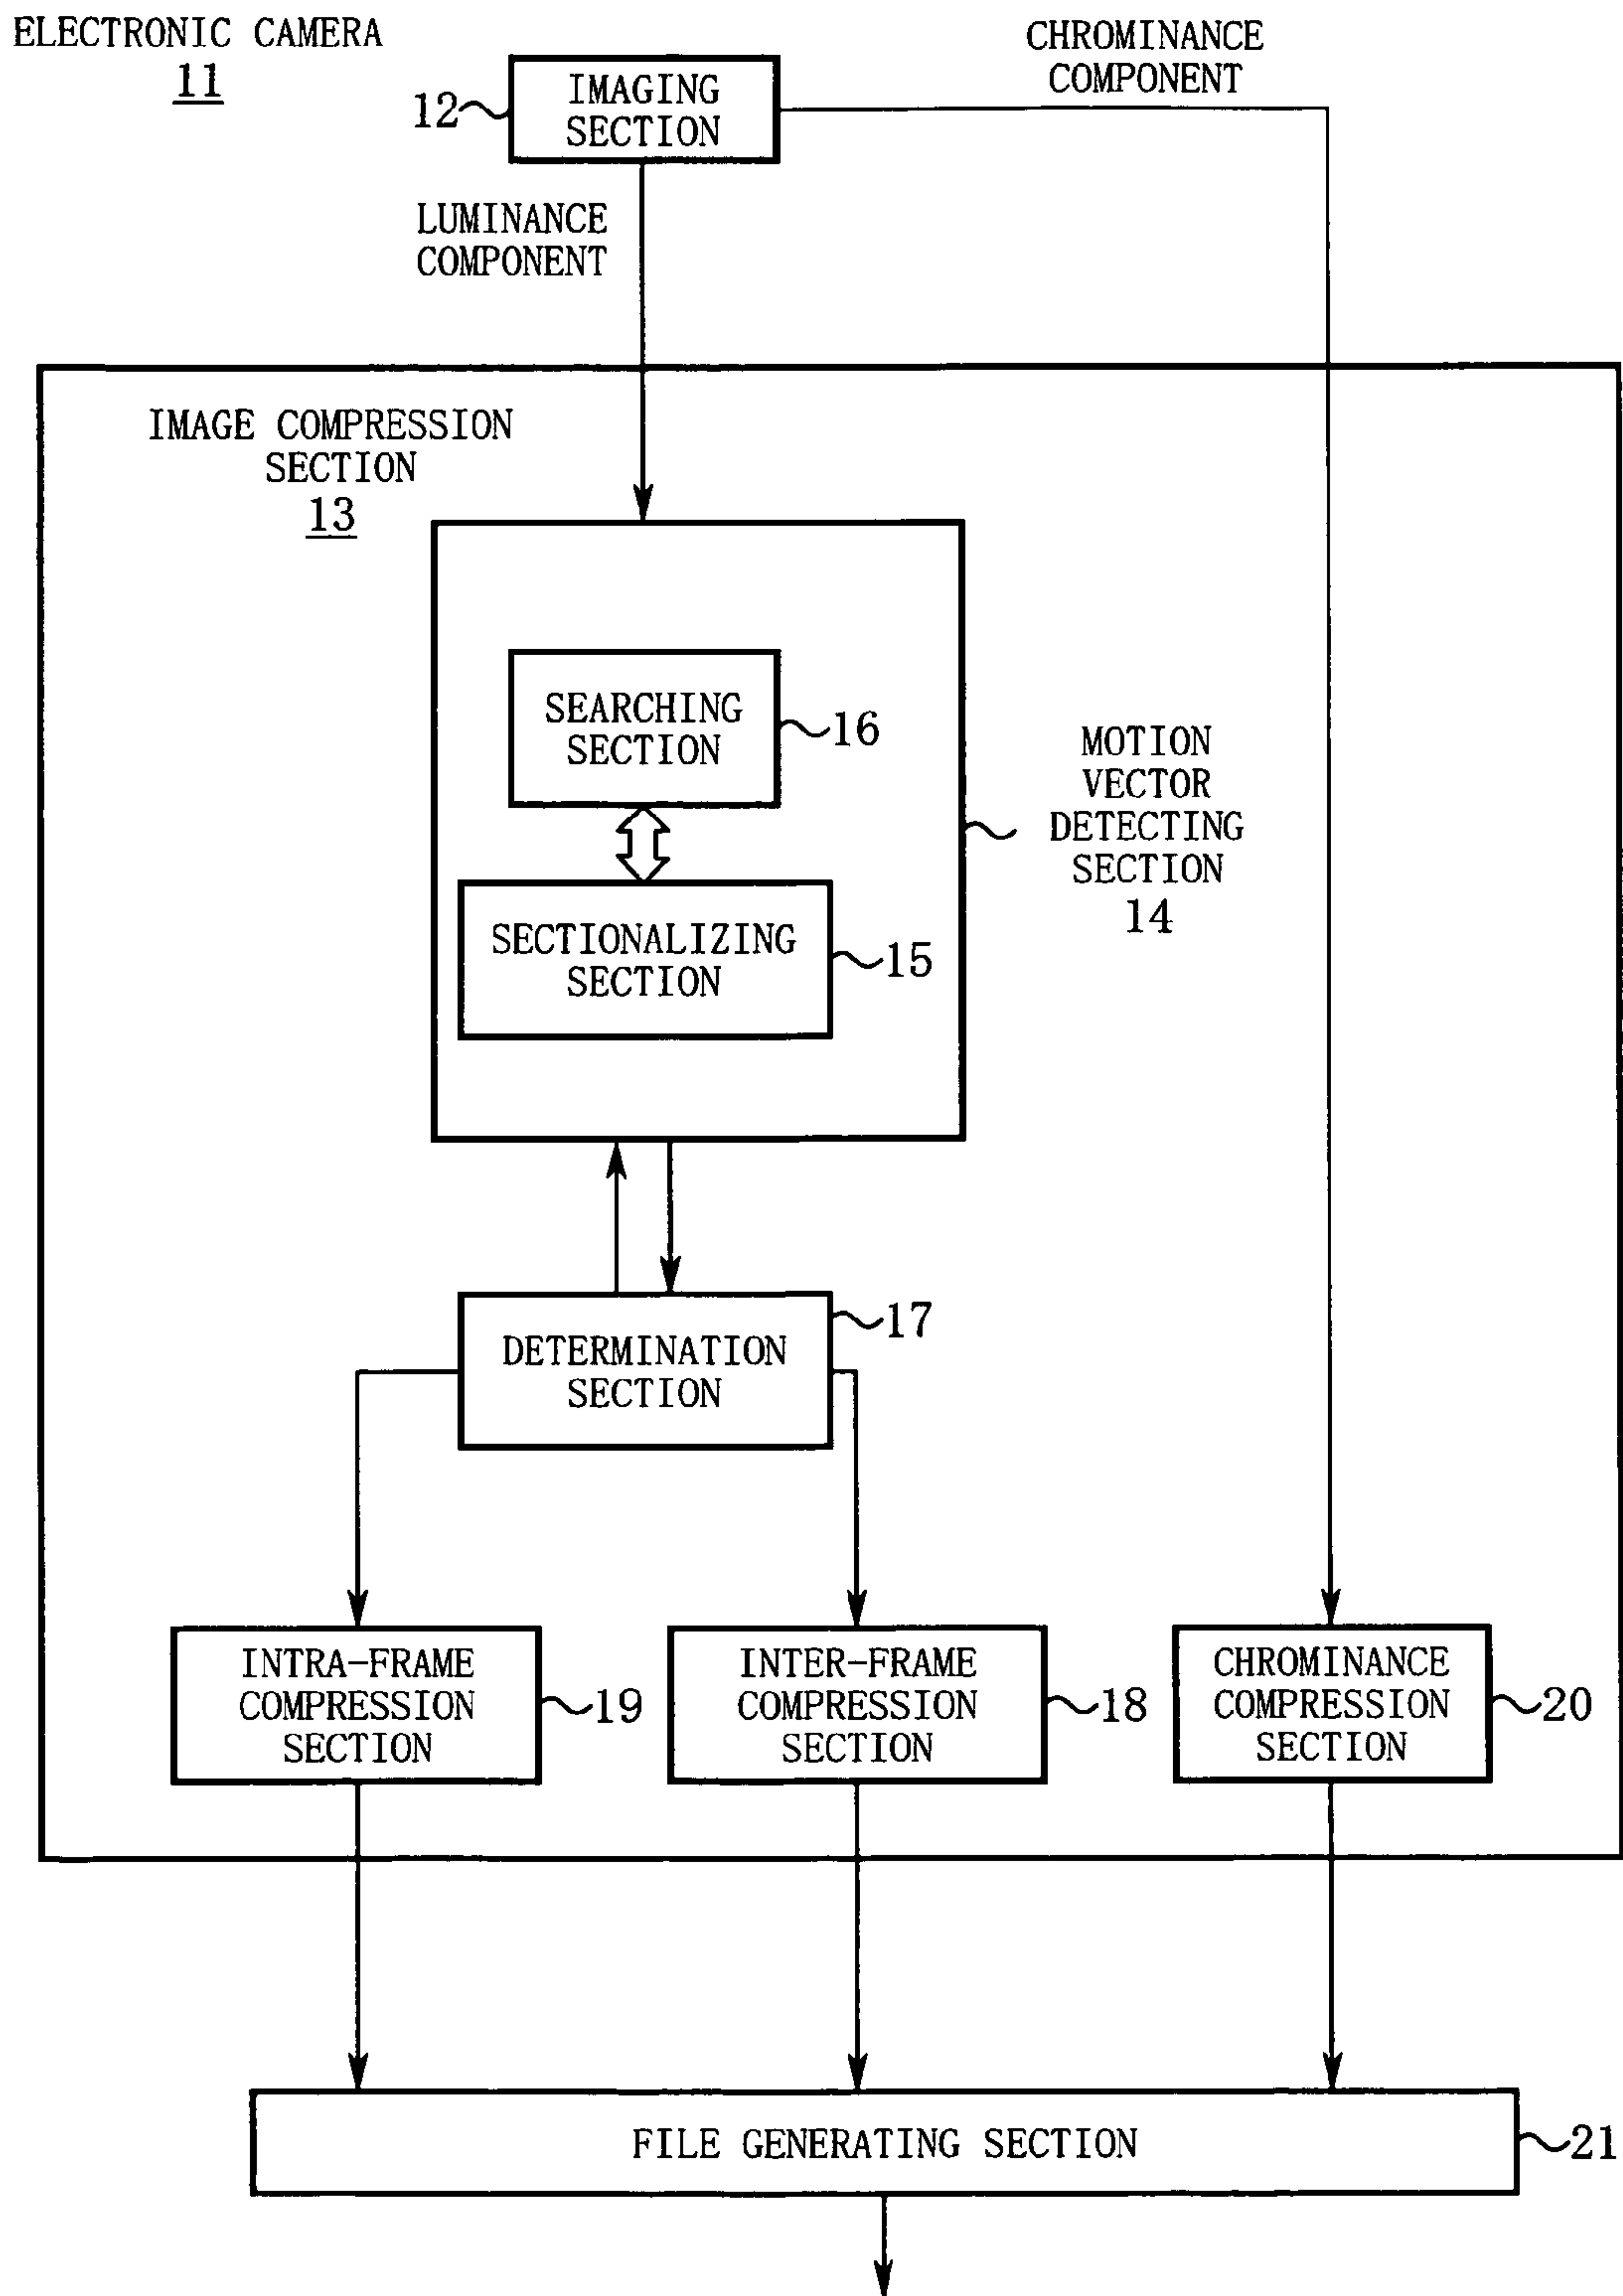 ELECTRONIC CAMERA
11
CHROMINANCE
COMPONENT
12
IMAGING
SECTION
LUMINANCE
COMPONENT
IMAGE COMPRESSION
SECTION
13
SEARCHING
SECTION
16
MOTION
VECTOR
DETECTING
SECTION
14
SECTIONALIZING
SECTION
15
DETERMINATION
SECTION
17
INTRA-FRAME
COMPRESSION
SECTION
19
INTER-FRAME
COMPRESSION
SECTION
18
CHROMINANCE
COMPRESSION
SECTION
20
FILE GENERATING SECTION
21